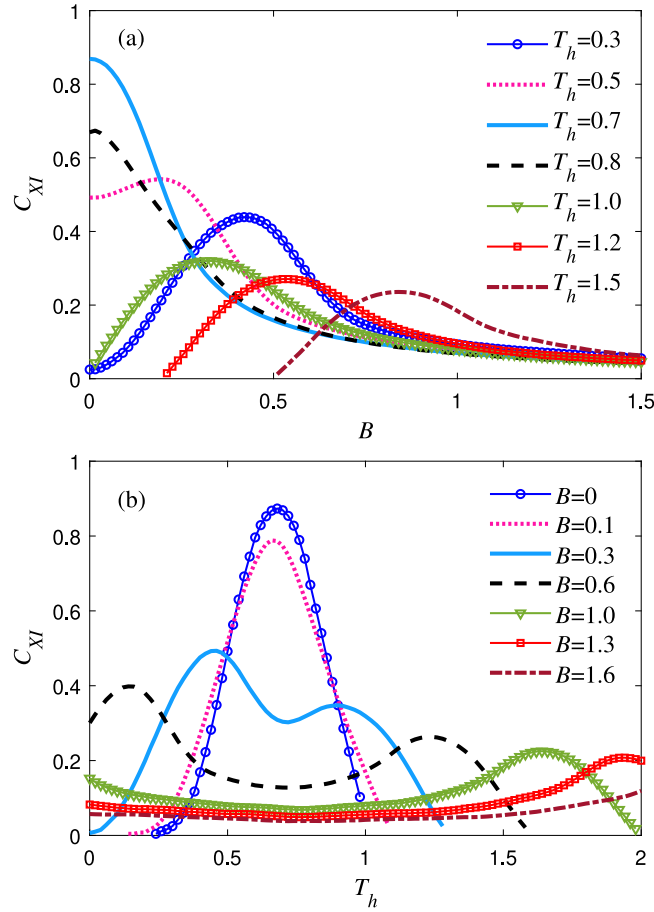 (a)
T_h=0.3
T_h=0.5
T_h=0.7
T_h=0.8
T_h=1.0
T_h=1.2
T_h=1.5
C_XI
1
0.8
0.6
0.4
0.2
0
0 0.5 1 1.5
B
(b)
B=0
B=0.1
B=0.3
B=0.6
B=1.0
B=1.3
B=1.6
C_XI
1
0.8
0.6
0.4
0.2
0
0 0.5 1 1.5 2
T_h